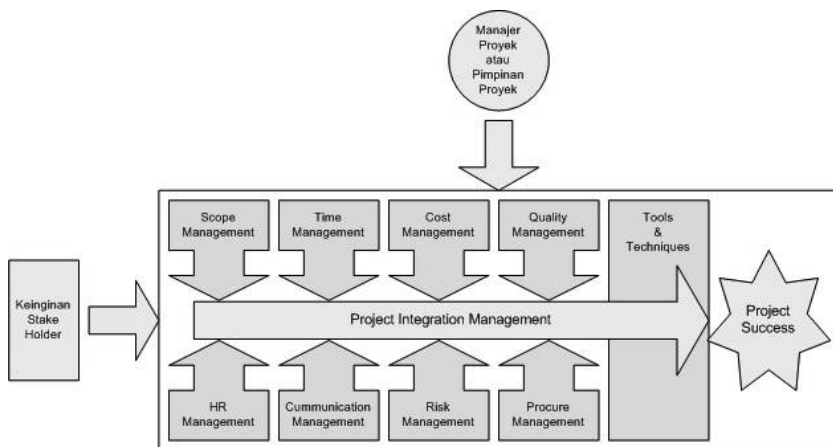 Manajer
Proyek
atau
Pimpinan
Proyek
Scope
Management
Time
Management
Cost
Management
Quality
Management
Tools
&
Techniques
Keinginan
Stake
Holder
Project Integration Management
Project
Success
HR
Management
Cummunication
Management
Risk
Management
Procure
Management